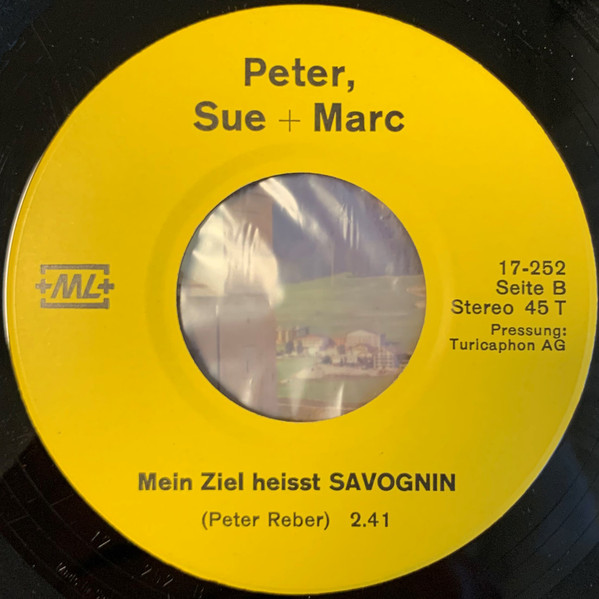 Peter,
Sue + Marc
+ML+
17-252
Seite B
Stereo 45 T
Pressung:
Turicaphon AG
Mein Ziel heisst SAVOGNIN
(Peter Reber) 2.41